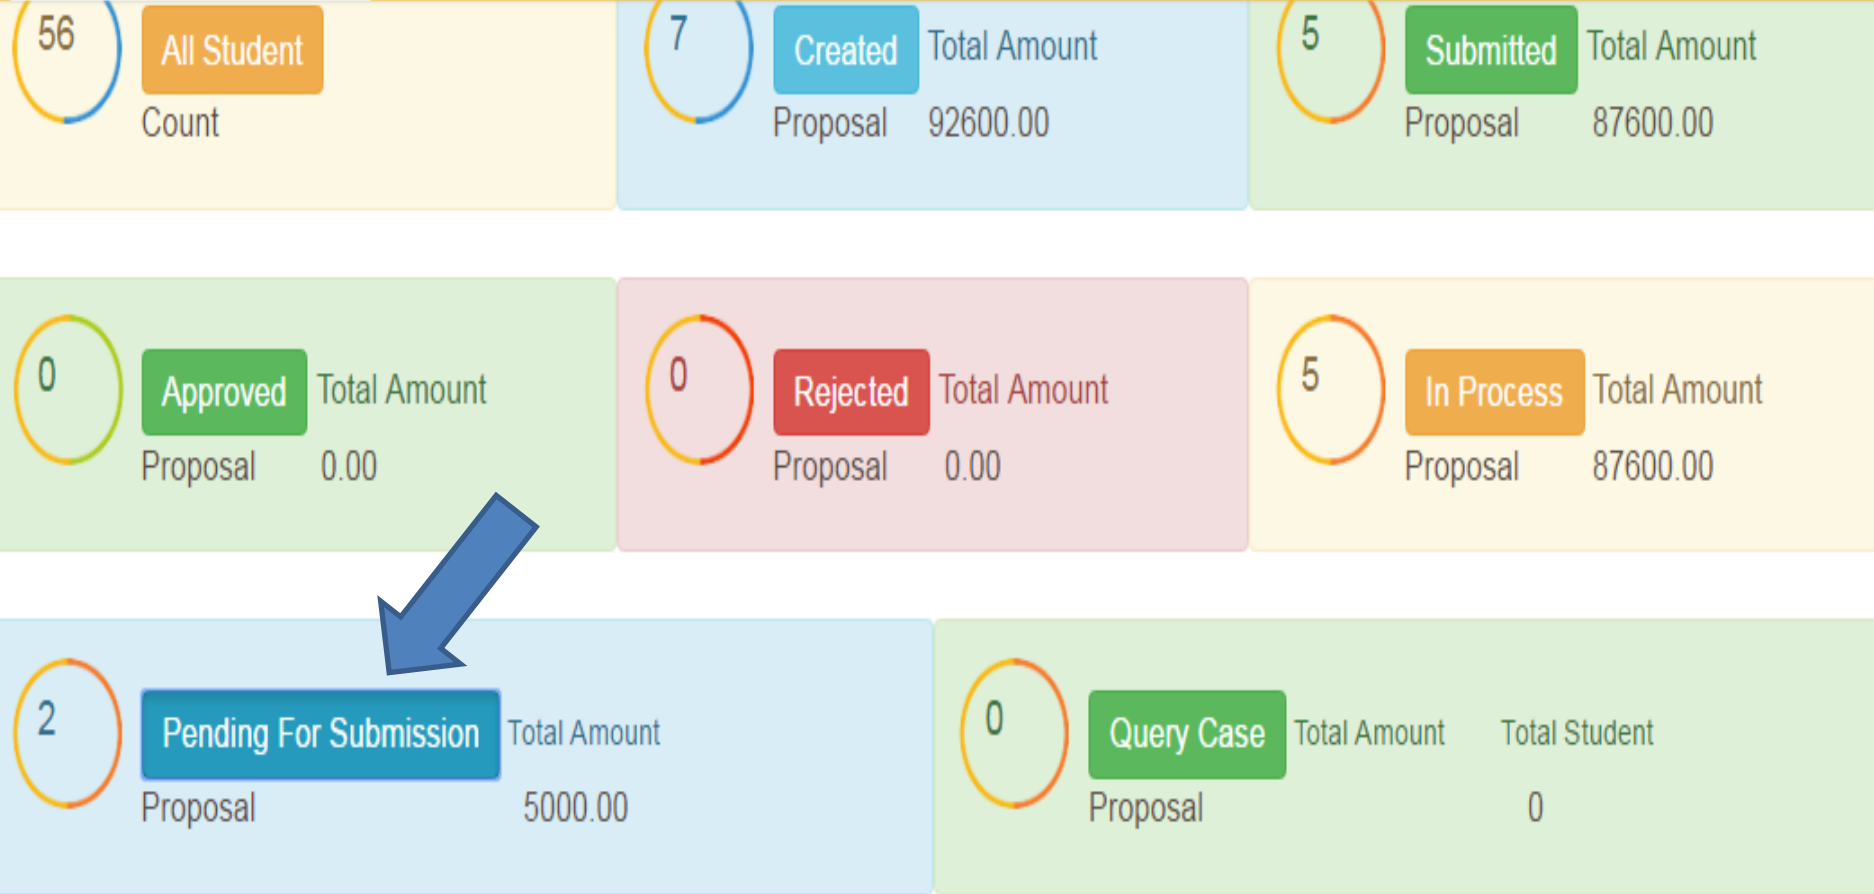 56 All Student
Count
7 Created Total Amount
Proposal 92600.00
5 Submitted Total Amount
Proposal 87600.00
0 Approved Total Amount
Proposal 0.00
0 Rejected Total Amount
Proposal 0.00
5 In Process Total Amount
Proposal 87600.00
2 Pending For Submission Total Amount
Proposal 5000.00
0 Query Case Total Amount Total Student
Proposal 0